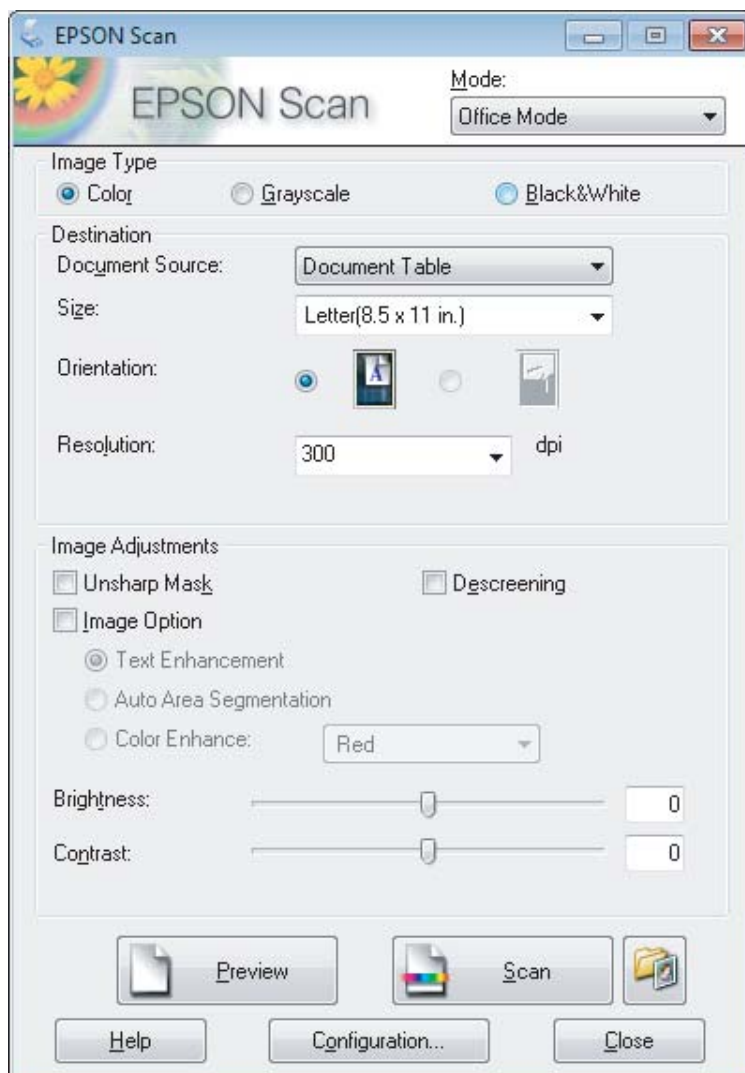 EPSON Scan
EPSON Scan
Mode:
Office Mode
Image Type
Color Grayscale Black&White
Destination
Document Source: Document Table
Size: Letter(8.5 x 11 in.)
Orientation: A
Resolution: 300 dpi
Image Adjustments
Unsharp Mask Descreening
Image Option
Text Enhancement
Auto Area Segmentation
Color Enhance: Red
Brightness: 0
Contrast: 0
Preview Scan
Help Configuration... Close